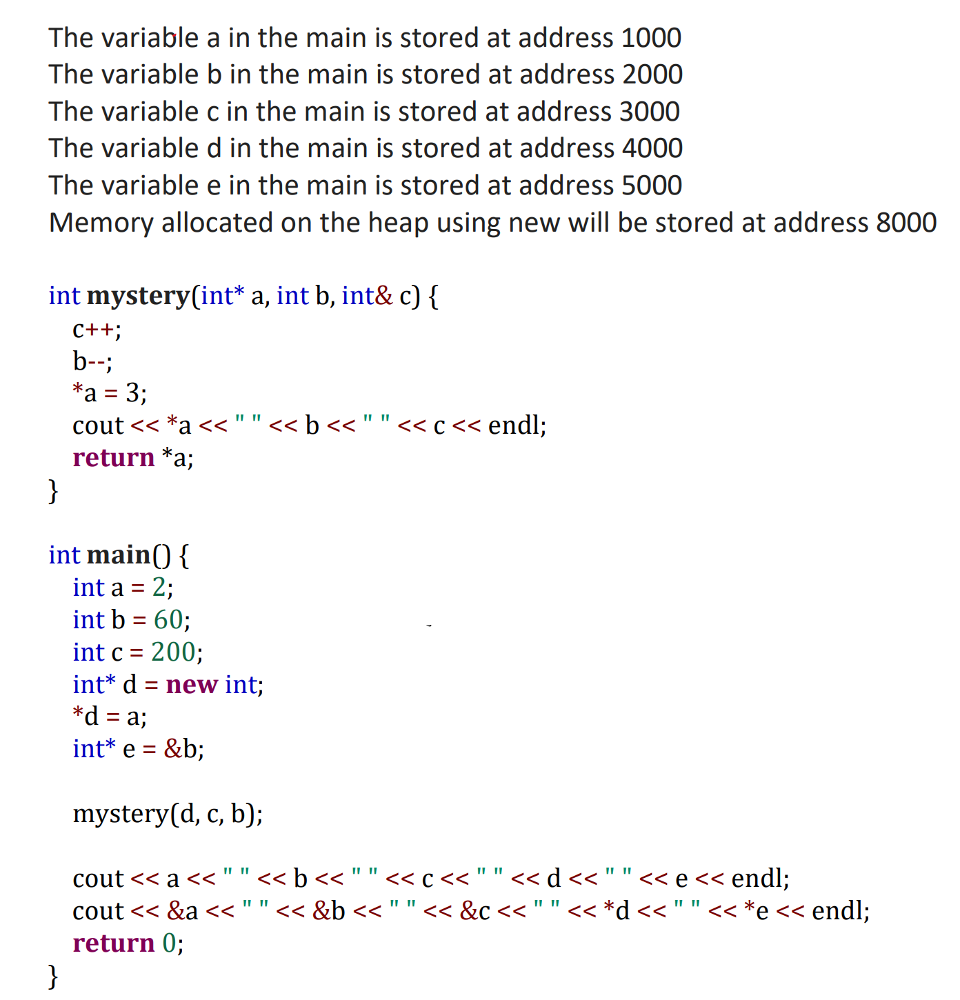 The variable a in the main is stored at address 1000
The variable b in the main is stored at address 2000
The variable c in the main is stored at address 3000
The variable d in the main is stored at address 4000
The variable e in the main is stored at address 5000
Memory allocated on the heap using new will be stored at address 8000
int mystery(int* a, int b, int& c) {
c++;
b--;
*a = 3;
cout << *a << " " << b << " " << c << endl;
return *a;
}
int main() {
int a = 2;
int b = 60;
int c = 200;
int* d = new int;
*d = a;
int* e = &b;
mystery(d, c, b);
cout << a << " " << b << " " << c << " " << d << " " << e << endl;
cout << &a << " " << &b << " " << &c << " " << *d << " " << *e << endl;
return 0;
}